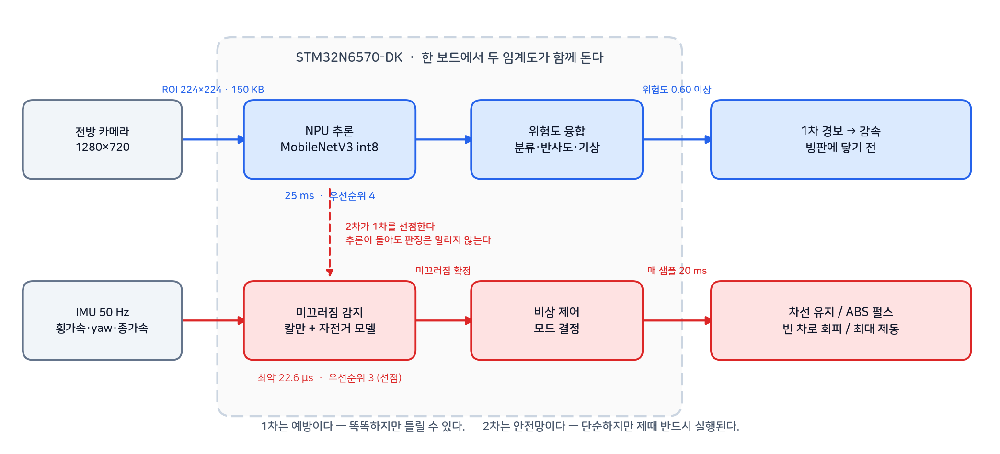 STM32N6570-DK · 한 보드에서 두 임계도가 함께 돈다
ROI 224×224 · 150 KB
위험도 0.60 이상
전방 카메라
1280×720
NPU 추론
MobileNetV3 int8
위험도 융합
분류·반사도·기상
1차 경보 → 감속
빙판에 닿기 전
25 ms · 우선순위 4
2차가 1차를 선점한다
추론이 돌아도 판정은 밀리지 않는다
미끄러짐 확정
매 샘플 20 ms
IMU 50 Hz
횡가속·yaw·종가속
미끄러짐 감지
칼만 + 자전거 모델
비상 제어
모드 결정
차선 유지 / ABS 펄스
빈 차로 회피 / 최대 제동
최악 22.6 µs · 우선순위 3 (선점)
1차는 예방이다 — 똑똑하지만 틀릴 수 있다. 2차는 안전망이다 — 단순하지만 제때 반드시 실행된다.